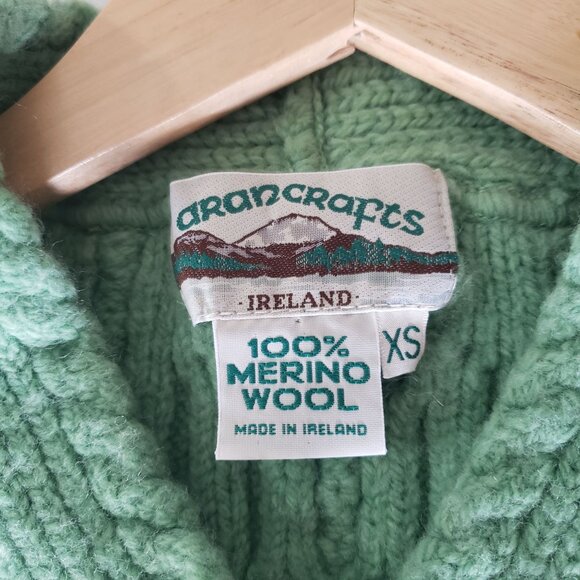 arancrafts
· IRELAND ·
100%
MERINO
WOOL
MADE IN IRELAND
XS